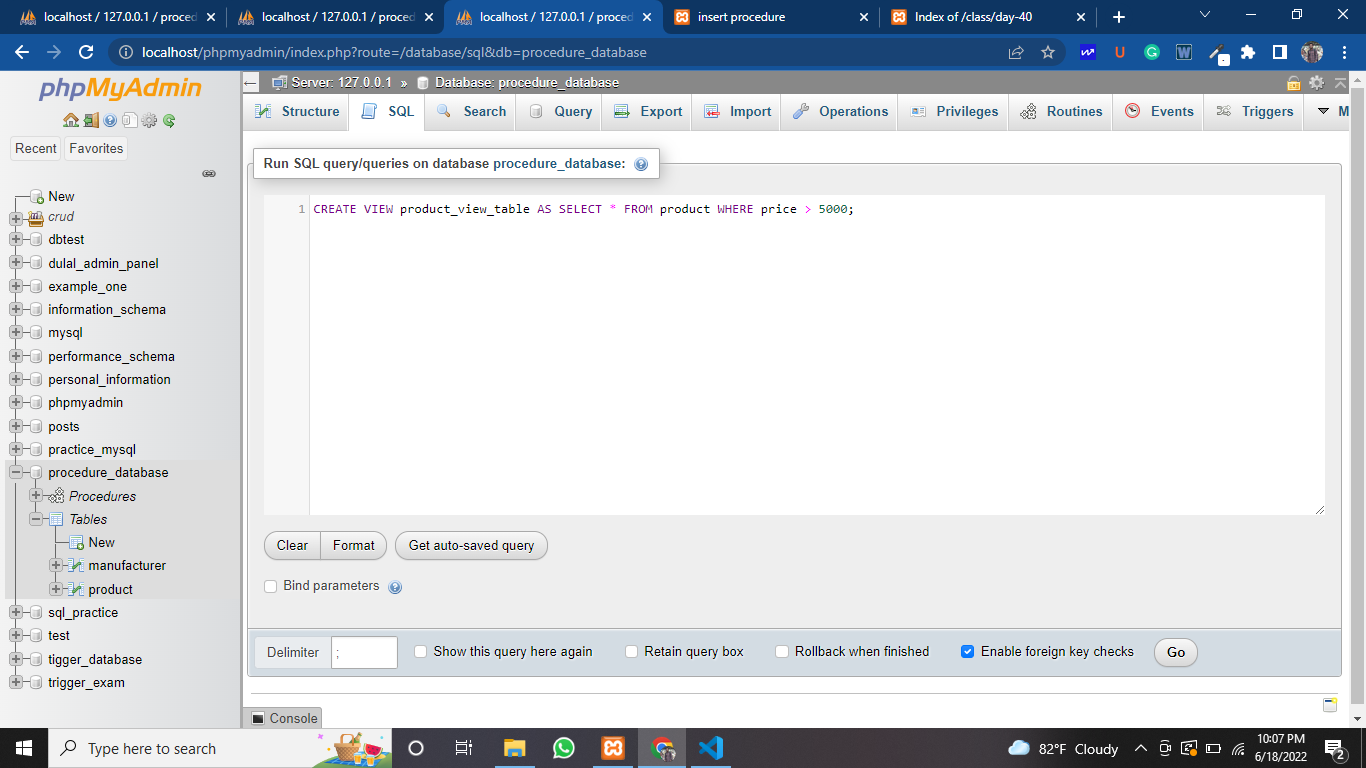 localhost / 127.0.0.1 / proced
localhost / 127.0.0.1 / proced
localhost / 127.0.0.1 / proced
insert procedure
Index of /class/day-40
localhost/phpmyadmin/index.php?route=/database/sql&db=procedure_database
phpMyAdmin
Recent
Favorites
New
crud
dbtest
dulal_admin_panel
example_one
information_schema
mysql
performance_schema
personal_information
phpmyadmin
posts
practice_mysql
procedure_database
Procedures
Tables
New
manufacturer
product
sql_practice
test
tigger_database
trigger_exam
Server: 127.0.0.1 » Database: procedure_database
Structure SQL Search Query Export Import Operations Privileges Routines Events Triggers M
Run SQL query/queries on database procedure_database:
1 CREATE VIEW product_view_table AS SELECT * FROM product WHERE price > 5000;
Clear Format Get auto-saved query
Bind parameters
Delimiter ; Show this query here again Retain query box Rollback when finished Enable foreign key checks Go
Console
Type here to search
82°F Cloudy
10:07 PM
6/18/2022
2